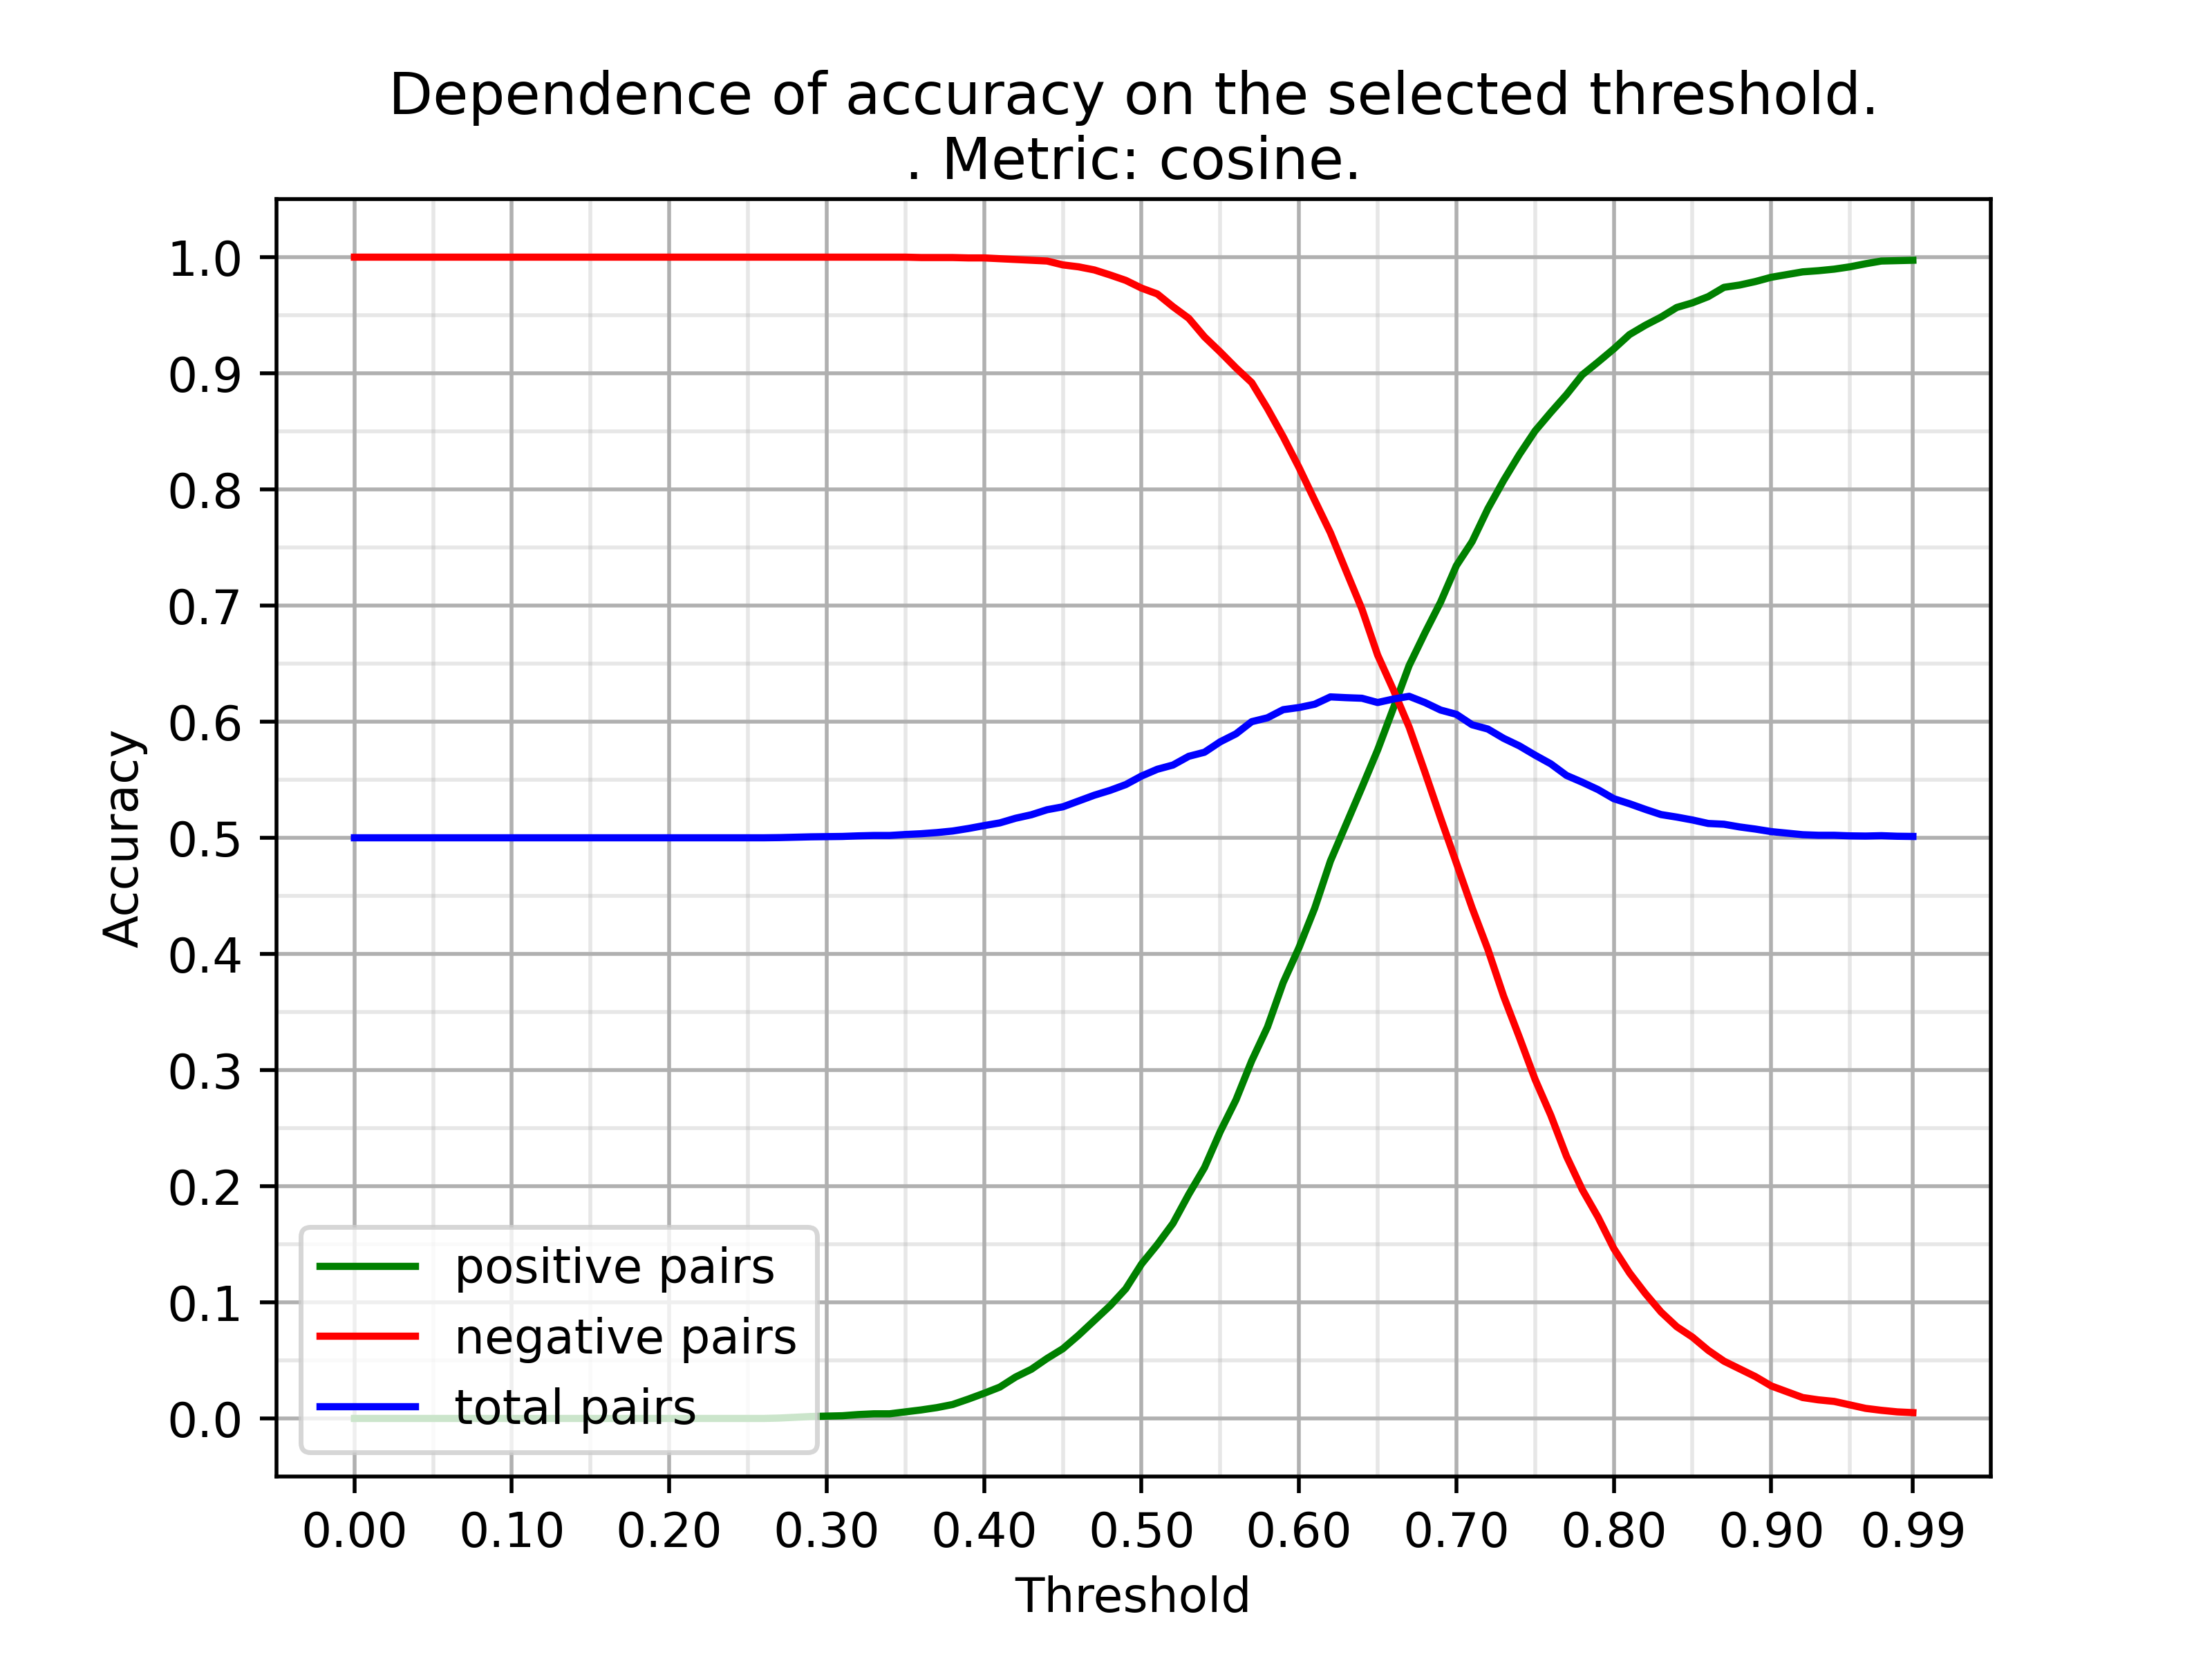 Dependence of accuracy on the selected threshold.
. Metric: cosine.
1.0
0.9
0.8
0.7
0.6
0.5
0.4
0.3
0.2
0.1
0.0
Accuracy
positive pairs
negative pairs
total pairs
0.00 0.10 0.20 0.30 0.40 0.50 0.60 0.70 0.80 0.90 0.99
Threshold